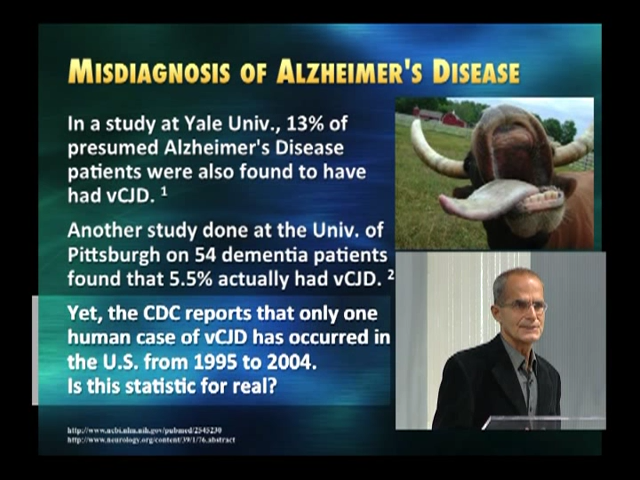 MISDIAGNOSIS OF ALZHEIMER'S DISEASE
In a study at Yale Univ., 13% of
presumed Alzheimer's Disease
patients were also found to have
had vCJD. 1
Another study done at the Univ. of
Pittsburgh on 54 dementia patients
found that 5.5% actually had vCJD. 2
Yet, the CDC reports that only one
human case of vCJD has occurred in
the U.S. from 1995 to 2004.
Is this statistic for real?
http://www.ncbi.nlm.nih.gov/pubmed/2545230
http://www.neurology.org/content/39/1/76.abstract